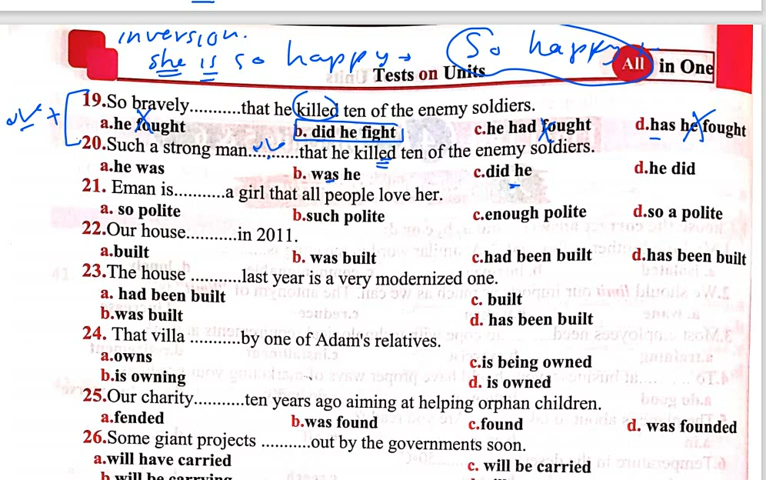 inversion.
she is so happy → So happy
Tests on Units All in One
19.So bravely...........that he killed ten of the enemy soldiers.
a.he fought b. did he fight c.he had fought d.has he fought
20.Such a strong man...........that he killed ten of the enemy soldiers.
a.he was b. was he c.did he d.he did
21. Eman is...........a girl that all people love her.
a. so polite b.such polite c.enough polite d.so a polite
22.Our house...........in 2011.
a.built b. was built c.had been built d.has been built
23.The house ...........last year is a very modernized one.
a. had been built c. built
b.was built d. has been built
24. That villa ...........by one of Adam's relatives.
a.owns c.is being owned
b.is owning d. is owned
25.Our charity...........ten years ago aiming at helping orphan children.
a.fended b.was found c.found d. was founded
26.Some giant projects ...........out by the governments soon.
a.will have carried c. will be carried
b.will be carrying